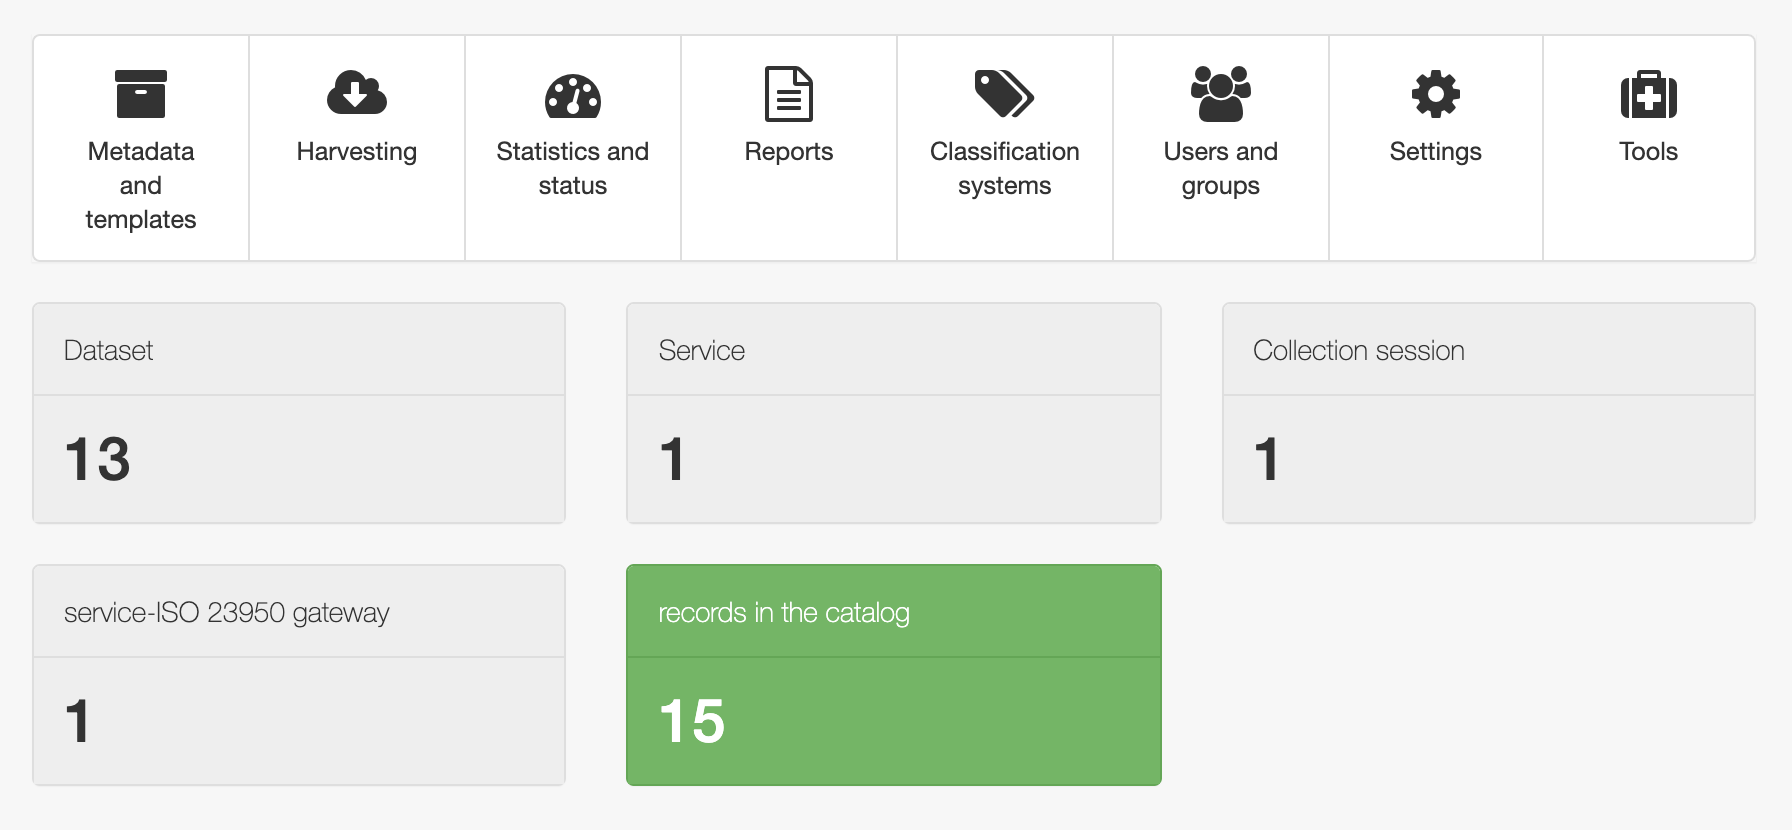 Metadata
and
templates
Harvesting
Statistics and
status
Reports
Classification
systems
Users and
groups
Settings
Tools
Dataset
13
Service
1
Collection session
1
service-ISO 23950 gateway
1
records in the catalog
15